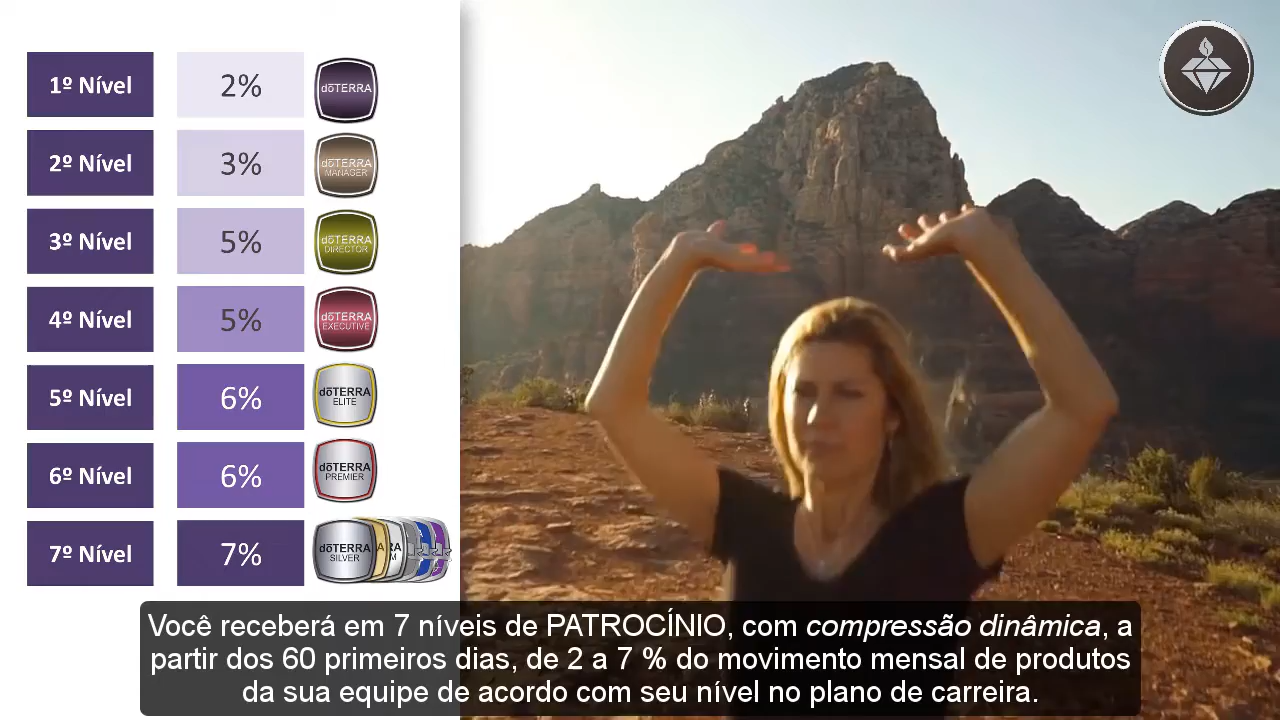 1º Nível 2% dōTERRA
2º Nível 3% dōTERRA MANAGER
3º Nível 5% dōTERRA DIRECTOR
4º Nível 5% dōTERRA EXECUTIVE
5º Nível 6% dōTERRA ELITE
6º Nível 6% dōTERRA PREMIER
7º Nível 7% dōTERRA SILVER
Você receberá em 7 níveis de PATROCÍNIO, com compressão dinâmica, a
partir dos 60 primeiros dias, de 2 a 7 % do movimento mensal de produtos
da sua equipe de acordo com seu nível no plano de carreira.